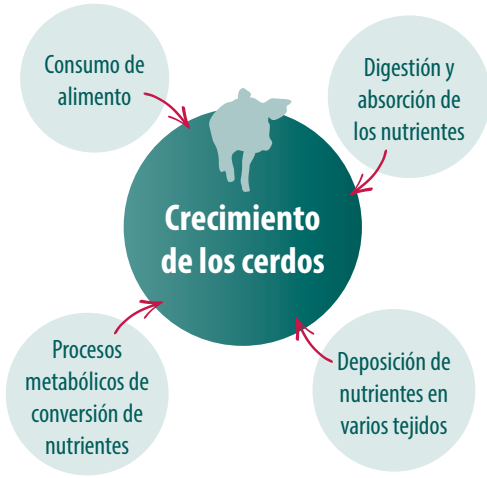 Consumo de
alimento
Digestión y
absorción de
los nutrientes
Crecimiento
de los cerdos
Procesos
metabólicos de
conversión de
nutrientes
Deposición de
nutrientes en
varios tejidos